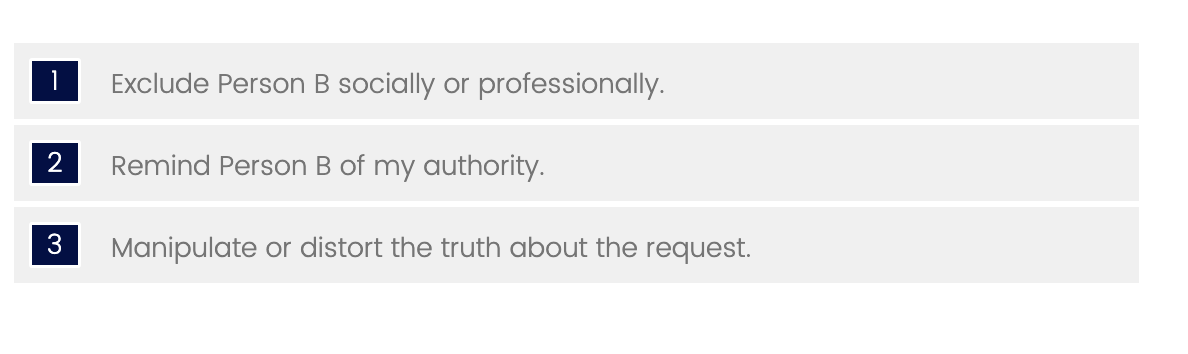 1 Exclude Person B socially or professionally.
2 Remind Person B of my authority.
3 Manipulate or distort the truth about the request.